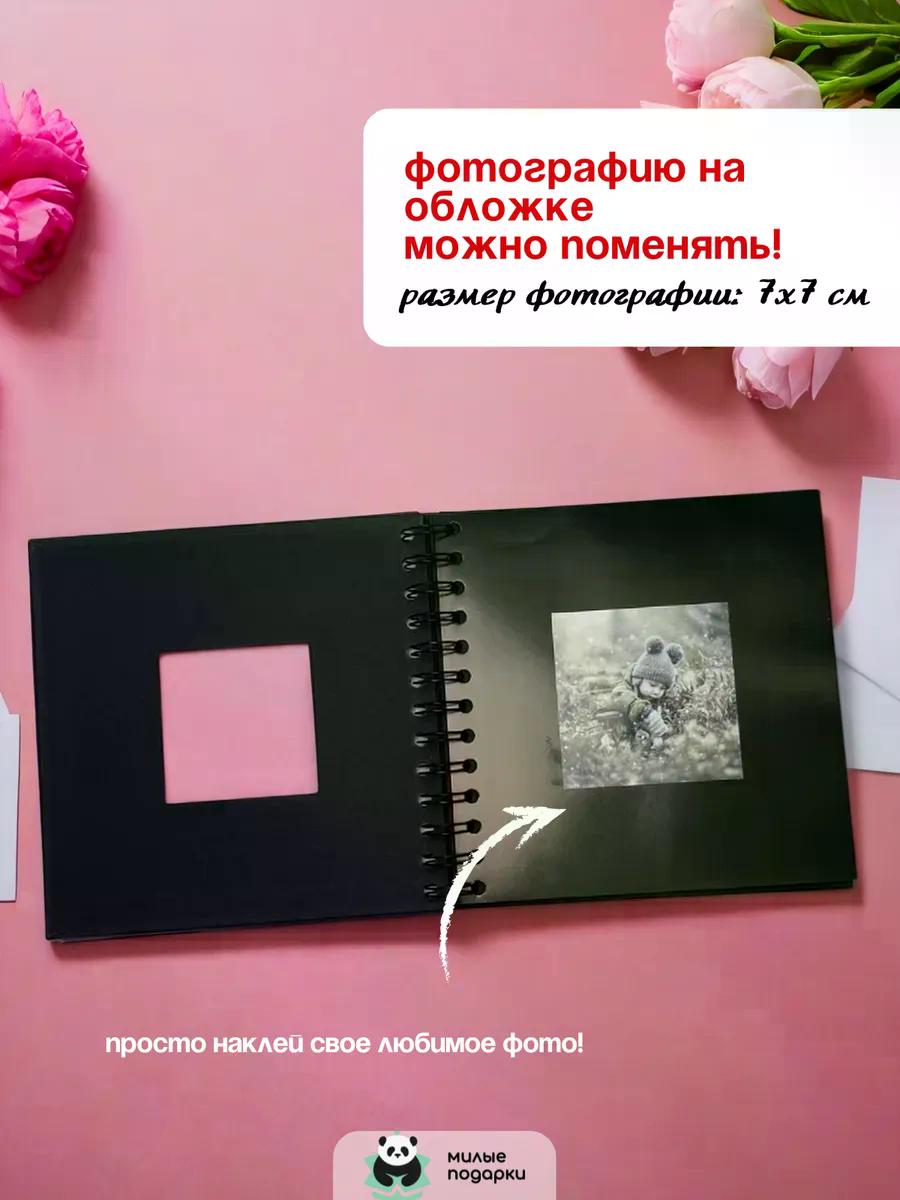 фотографию на
обложке
можно поменять!
размер фотографии: 7х7 см
просто наклей свое любимое фото!
милые
подарки